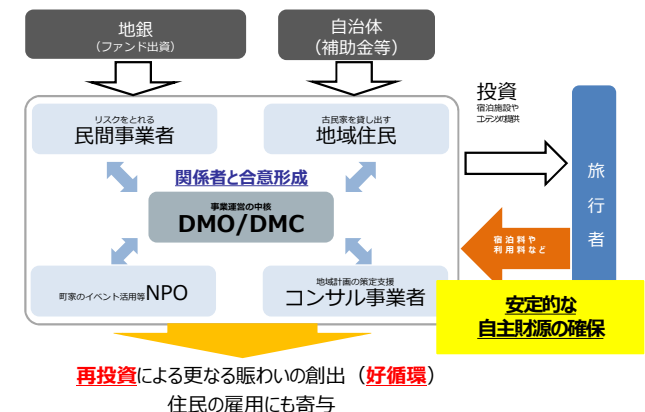 地銀
（ファンド出資）
自治体
（補助金等）
リスクをとれる
民間事業者
古民家を貸し出す
地域住民
関係者と合意形成
事業運営の中核
DMO/DMC
町家のイベント活用等NPO
地域計画の策定支援
コンサル事業者
投資
宿泊施設や
コンテンツの提供
旅
行
者
宿泊料や
利用料など
安定的な
自主財源の確保
再投資による更なる賑わいの創出（好循環）
住民の雇用にも寄与